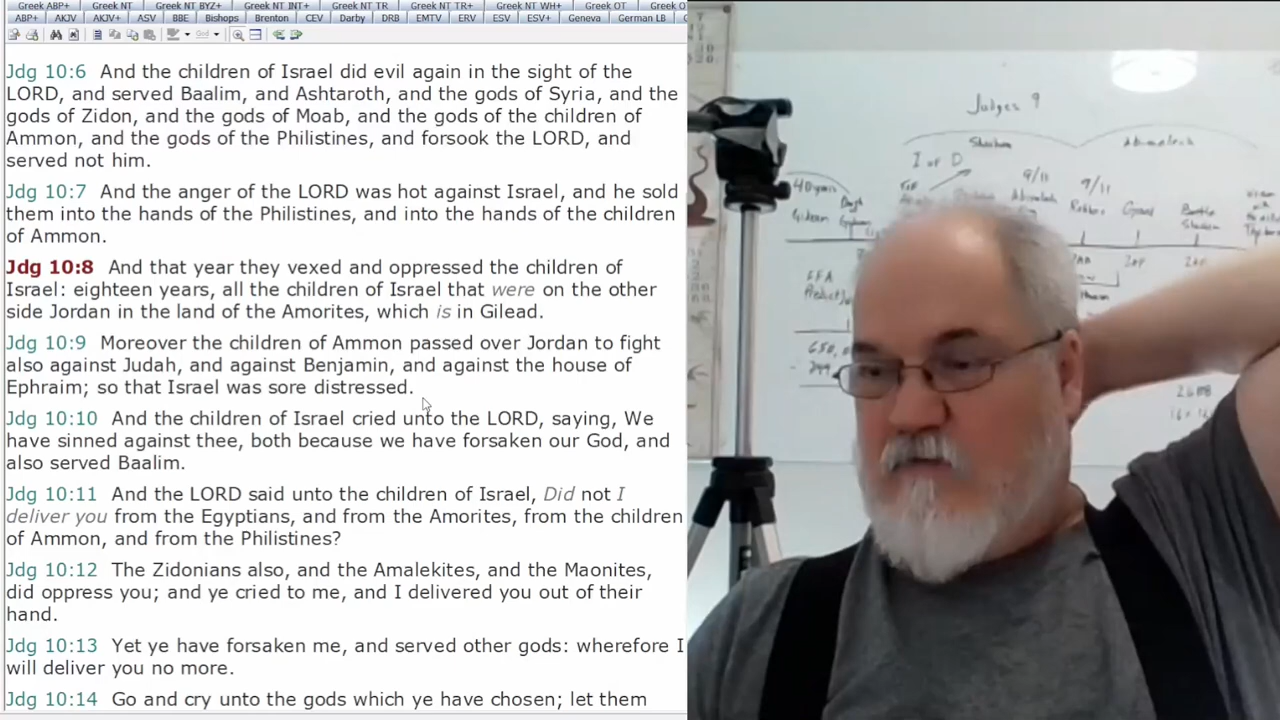 Greek ABP+ Greek NT Greek NT BYZ+ Greek NT INT+ Greek NT TR Greek NT TR+ Greek NT WH+ Greek OT Greek O
ABP+ AKJV AKJV+ ASV BBE Bishops Brenton CEV Darby DRB EMTV ERV ESV ESV+ Geneva German LB G
Jdg 10:6 And the children of Israel did evil again in the sight of the
LORD, and served Baalim, and Ashtaroth, and the gods of Syria, and the
gods of Zidon, and the gods of Moab, and the gods of the children of
Ammon, and the gods of the Philistines, and forsook the LORD, and
served not him.
Jdg 10:7 And the anger of the LORD was hot against Israel, and he sold
them into the hands of the Philistines, and into the hands of the children
of Ammon.
Jdg 10:8 And that year they vexed and oppressed the children of
Israel: eighteen years, all the children of Israel that were on the other
side Jordan in the land of the Amorites, which is in Gilead.
Jdg 10:9 Moreover the children of Ammon passed over Jordan to fight
also against Judah, and against Benjamin, and against the house of
Ephraim; so that Israel was sore distressed.
Jdg 10:10 And the children of Israel cried unto the LORD, saying, We
have sinned against thee, both because we have forsaken our God, and
also served Baalim.
Jdg 10:11 And the LORD said unto the children of Israel, Did not I
deliver you from the Egyptians, and from the Amorites, from the children
of Ammon, and from the Philistines?
Jdg 10:12 The Zidonians also, and the Amalekites, and the Maonites,
did oppress you; and ye cried to me, and I delivered you out of their
hand.
Jdg 10:13 Yet ye have forsaken me, and served other gods: wherefore I
will deliver you no more.
Jdg 10:14 Go and cry unto the gods which ye have chosen; let them
Judges 9
Shechem Abimelech
I of D
40 years 9/11 9/11
Gideon Robbers